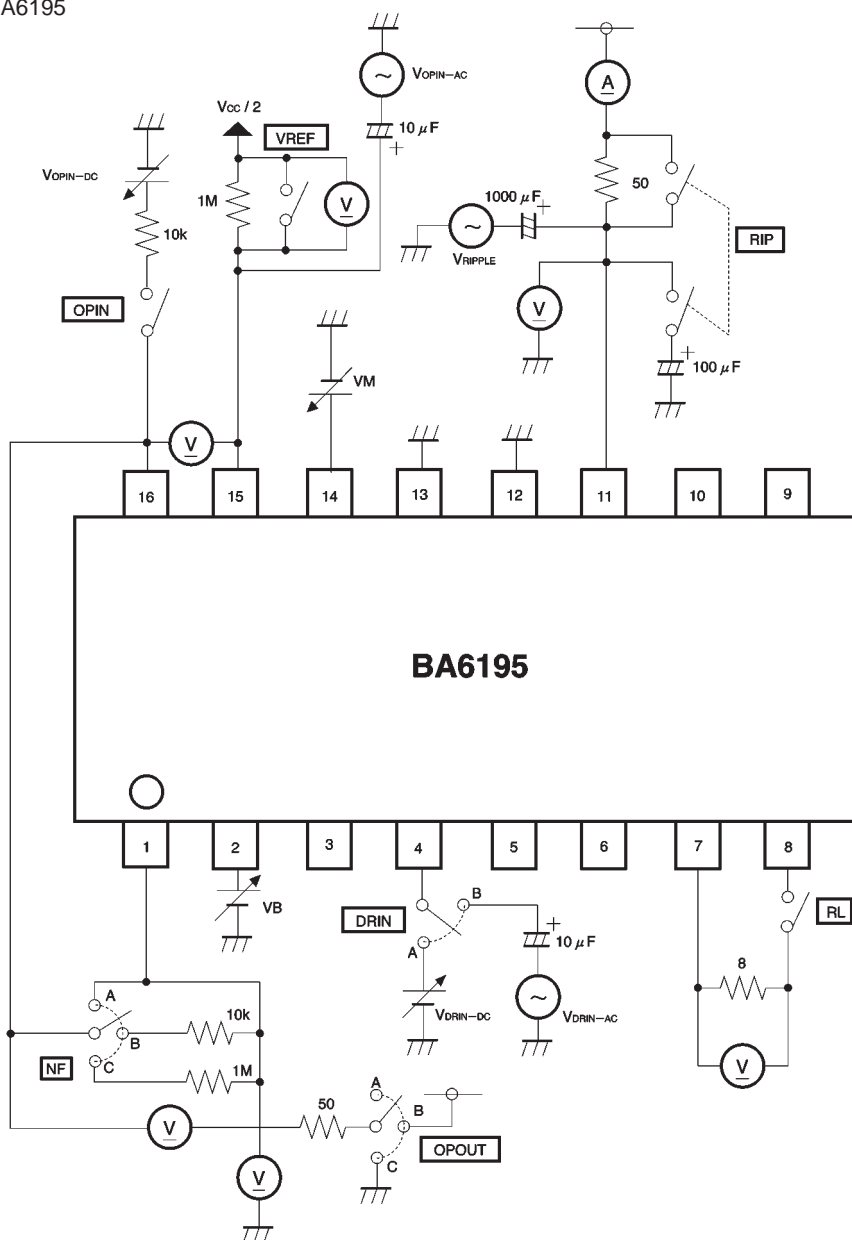 A6195
VOPIN−AC
10 μF
+
VCC / 2
VREF
1M
V
VOPIN−DC
10k
OPIN
A
50
1000 μF
+
VRIPPLE
RIP
V
+
100 μF
VM
V
16
15
14
13
12
11
10
9
BA6195
1
2
3
4
5
6
7
8
VB
DRIN
B
A
+
10 μF
VDRIN−DC
VDRIN−AC
RL
8
V
A
B
C
NF
10k
1M
V
50
A
B
C
OPOUT
V